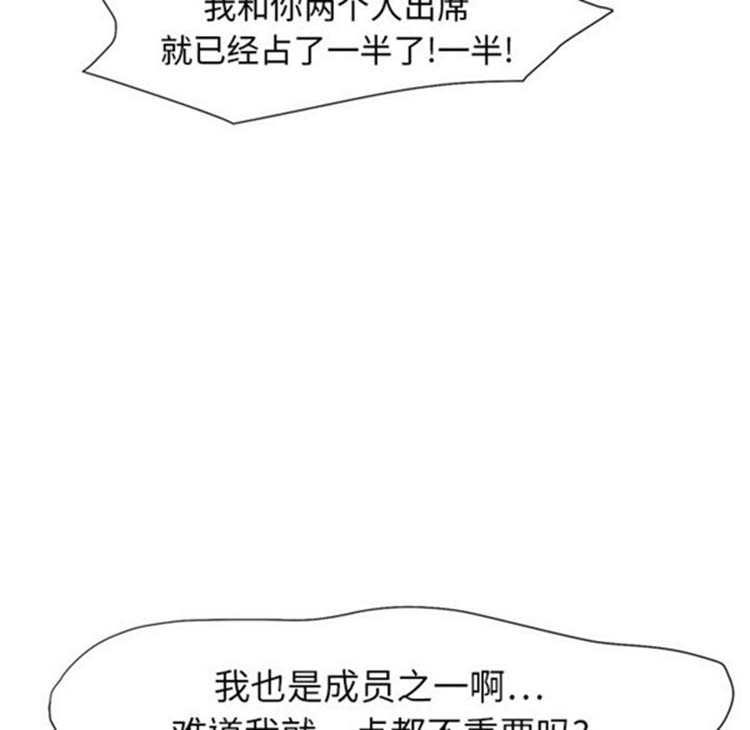 我和你两个人出席
就已经占了一半了!一半!
我也是成员之一啊...
难道我就一点都不重要吗?